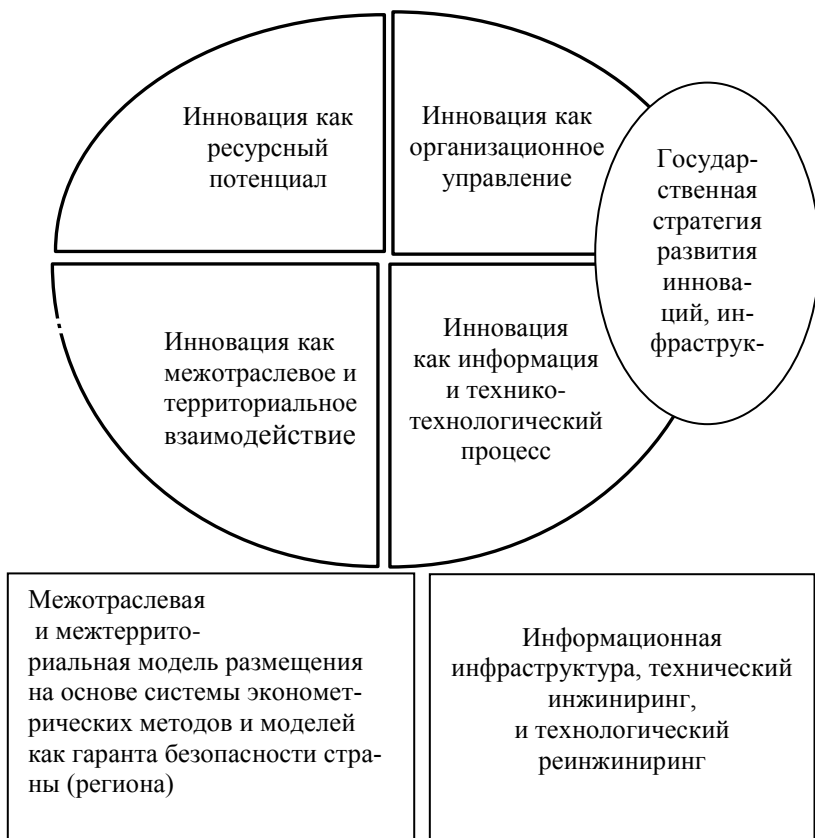 Инновация как
ресурсный
потенциал
Инновация как
организационное
управление
Государ-
ственная
стратегия
развития
иннова-
ций, ин-
фраструк-
Инновация как
межотраслевое и
территориальное
взаимодействие
Инновация
как информация
и технико-
технологический
процесс
Межотраслевая
и межтеррито-
риальная модель размещения
на основе системы экономет-
рических методов и моделей
как гаранта безопасности стра-
ны (региона)
Информационная
инфраструктура, технический
инжиниринг,
и технологический
реинжиниринг